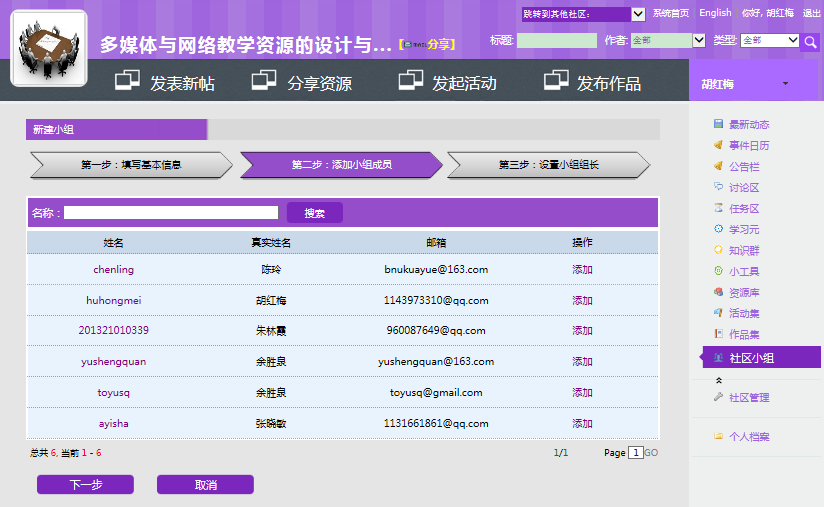 跳转到其他社区: 系统首页 English 你好, 胡红梅 退出
多媒体与网络教学资源的设计与... 【分享】 标题: 作者: 全部 类型: 全部
发表新帖 分享资源 发起活动 发布作品 胡红梅
新建小组
第一步：填写基本信息 第二步：添加小组成员 第三步：设置小组组长
名称： 搜索
姓名 真实姓名 邮箱 操作
chenling 陈玲 bnukuayue@163.com 添加
huhongmei 胡红梅 1143973310@qq.com 添加
201321010339 朱林霞 960087649@qq.com 添加
yushengquan 余胜泉 yushengquan@163.com 添加
toyusq 余胜泉 toyusq@gmail.com 添加
ayisha 张晓敏 1131661861@qq.com 添加
总共 6, 当前 1 - 6 1/1 Page 1 GO
下一步 取消
最新动态
事件日历
公告栏
讨论区
任务区
学习元
知识群
小工具
资源库
活动集
作品集
社区小组
社区管理
个人档案